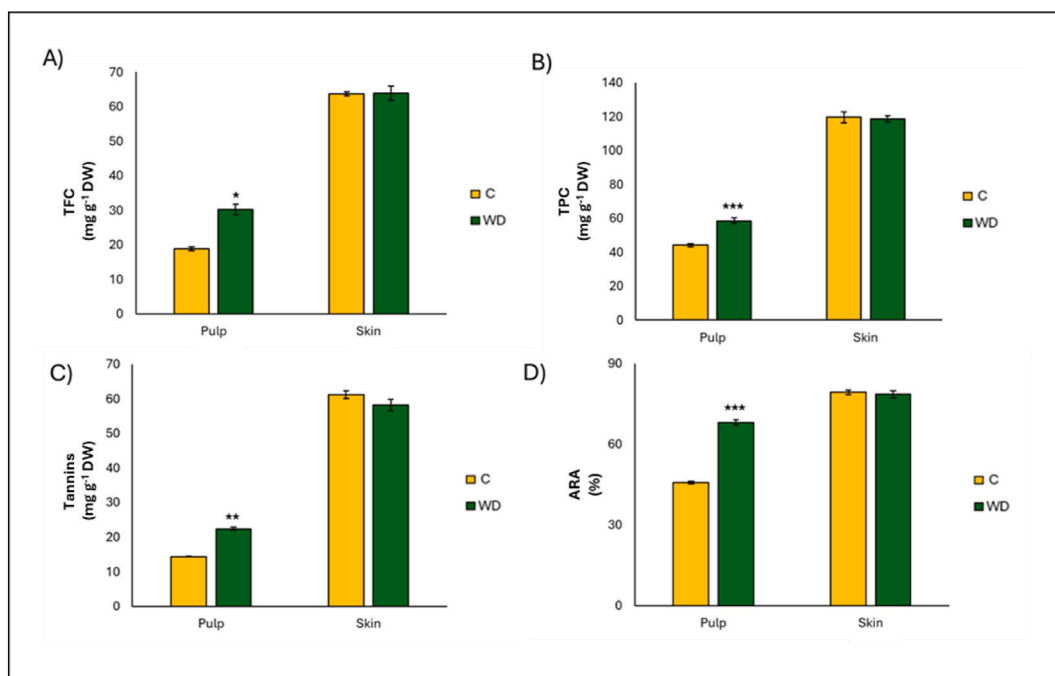 A)
70
60
50
40
30
20
10
0
TFC
(mg g⁻¹ DW)
*
Pulp
Skin
C
WD
B)
140
120
100
80
60
40
20
0
TPC
(mg g⁻¹ DW)
***
Pulp
Skin
C
WD
C)
70
60
50
40
30
20
10
0
Tannins
(mg g⁻¹ DW)
**
Pulp
Skin
C
WD
D)
90
60
30
0
ARA
(%)
***
Pulp
Skin
C
WD